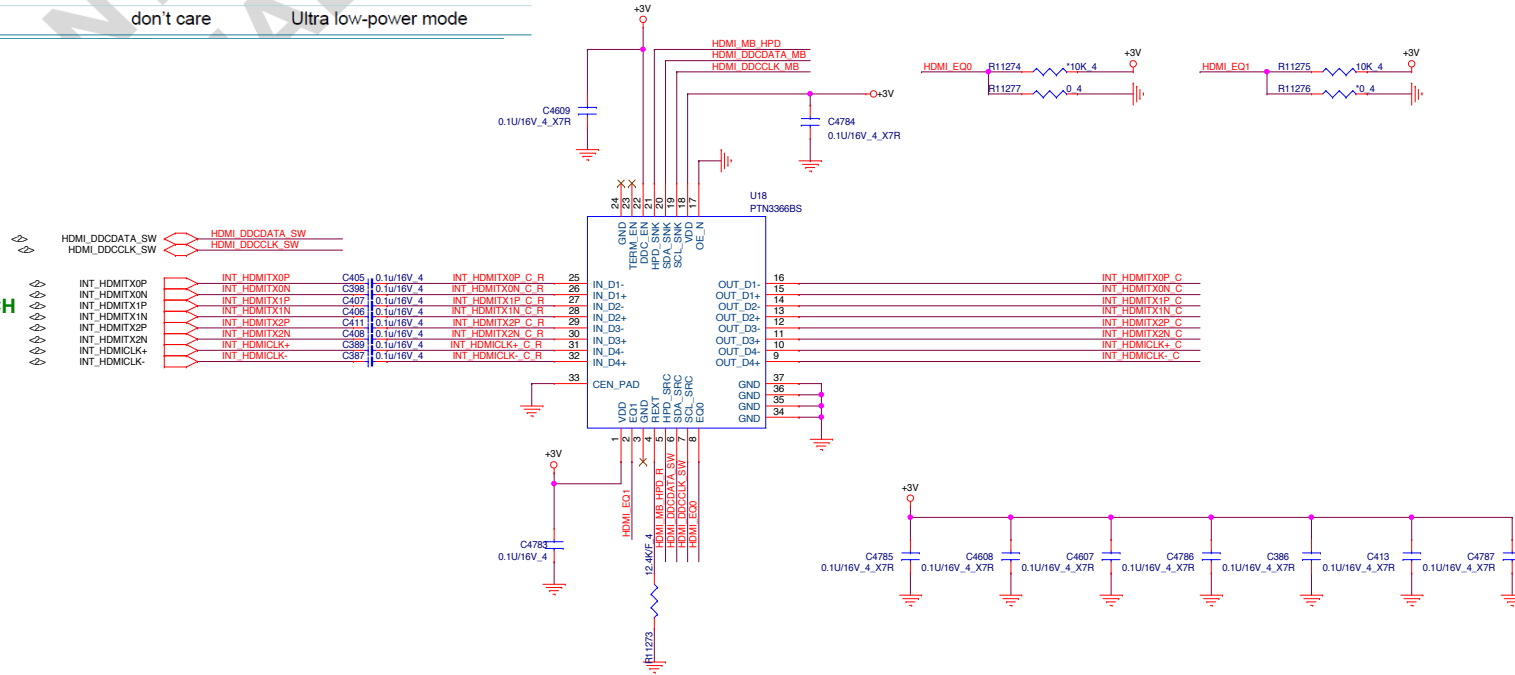 don't care Ultra low-power mode
+3V
HDMI_MB_HPD
HDMI_DDCDATA_MB
HDMI_DDCCLK_MB
+3V
C4609
0.1U/16V_4_X7R
C4784
0.1U/16V_4_X7R
HDMI_EQ0 R11274 *10K_4 +3V
R11277 0_4
HDMI_EQ1 R11275 10K_4 +3V
R11276 *0_4
U18
PTN3366BS
24 23 22 21 20 19 18 17
GND TERM_EN DDC_EN HPD_SNK SDA_SNK SCL_SNK VDD OE_N
<2> HDMI_DDCDATA_SW HDMI_DDCDATA_SW
<2> HDMI_DDCCLK_SW HDMI_DDCCLK_SW
CH
<2> INT_HDMITX0P INT_HDMITX0P C405 0.1u/16V_4 INT_HDMITX0P_C_R 25 IN_D1- OUT_D1- 16 INT_HDMITX0P_C
<2> INT_HDMITX0N INT_HDMITX0N C398 0.1u/16V_4 INT_HDMITX0N_C_R 26 IN_D1+ OUT_D1+ 15 INT_HDMITX0N_C
<2> INT_HDMITX1P INT_HDMITX1P C407 0.1u/16V_4 INT_HDMITX1P_C_R 27 IN_D2- OUT_D2- 14 INT_HDMITX1P_C
<2> INT_HDMITX1N INT_HDMITX1N C406 0.1u/16V_4 INT_HDMITX1N_C_R 28 IN_D2+ OUT_D2+ 13 INT_HDMITX1N_C
<2> INT_HDMITX2P INT_HDMITX2P C411 0.1u/16V_4 INT_HDMITX2P_C_R 29 IN_D3- OUT_D3- 12 INT_HDMITX2P_C
<2> INT_HDMITX2N INT_HDMITX2N C408 0.1u/16V_4 INT_HDMITX2N_C_R 30 IN_D3+ OUT_D3+ 11 INT_HDMITX2N_C
<2> INT_HDMICLK+ INT_HDMICLK+ C389 0.1u/16V_4 INT_HDMICLK+_C_R 31 IN_D4- OUT_D4- 10 INT_HDMICLK+_C
<2> INT_HDMICLK- INT_HDMICLK- C387 0.1u/16V_4 INT_HDMICLK-_C_R 32 IN_D4+ OUT_D4+ 9 INT_HDMICLK-_C
33 CEN_PAD GND 37
GND 36
GND 35
GND 34
VDD EQ1 GND REXT HPD_SRC SDA_SRC SCL_SRC EQ0
1 2 3 4 5 6 7 8
+3V
C4783
0.1U/16V_4
HDMI_EQ1
12.4K/F_4
R11273
HDMI_MB_HPD_R
HDMI_DDCDATA_SW
HDMI_DDCCLK_SW
HDMI_EQ0
+3V
C4785 C4608 C4607 C4786 C386 C413 C4787
0.1U/16V_4_X7R 0.1U/16V_4_X7R 0.1U/16V_4_X7R 0.1U/16V_4_X7R 0.1U/16V_4_X7R 0.1U/16V_4_X7R 0.1U/16V_4_X7R